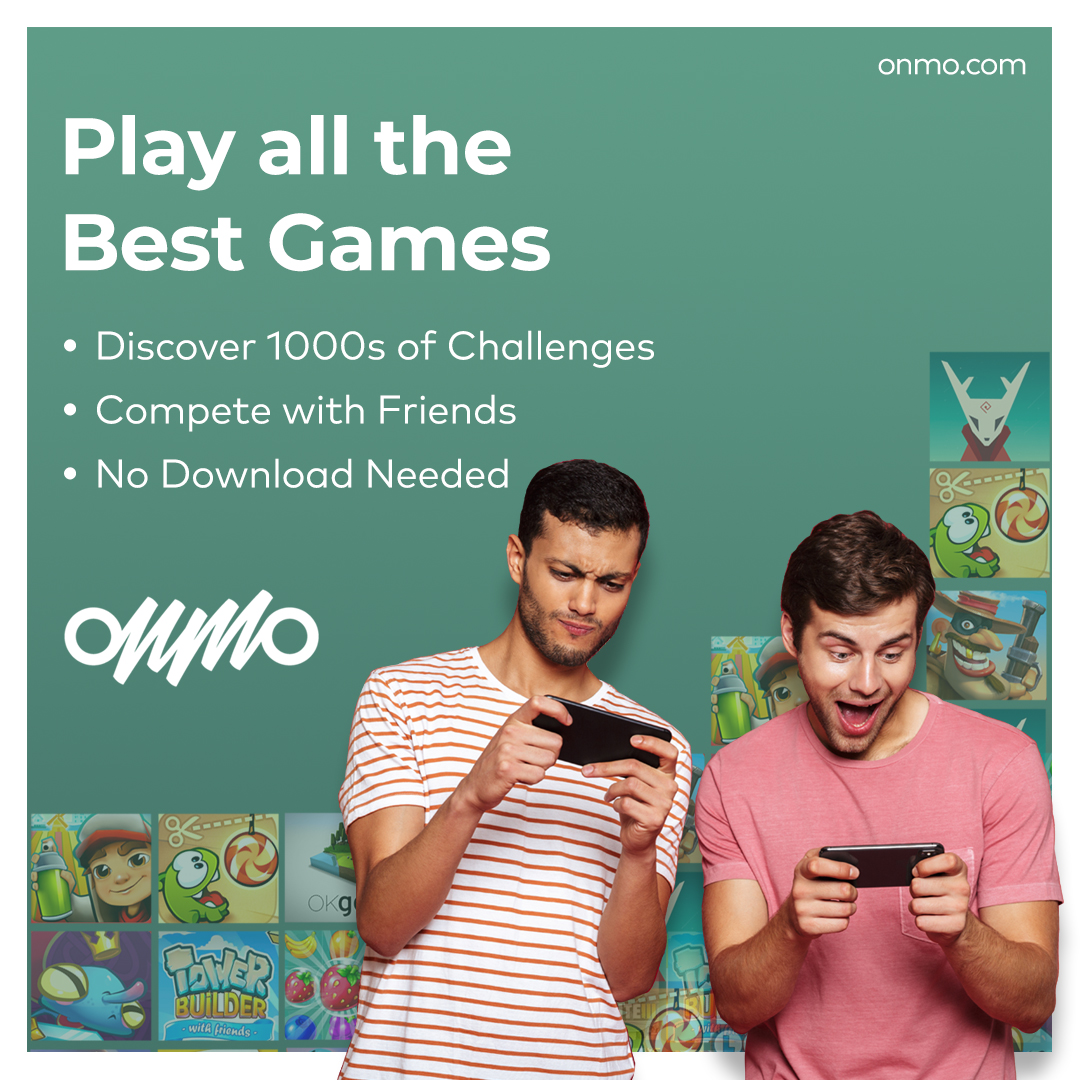 onmo.com
Play all the
Best Games
• Discover 1000s of Challenges
• Compete with Friends
• No Download Needed
onmo
OKg
TOWER
BUILDER
with friends